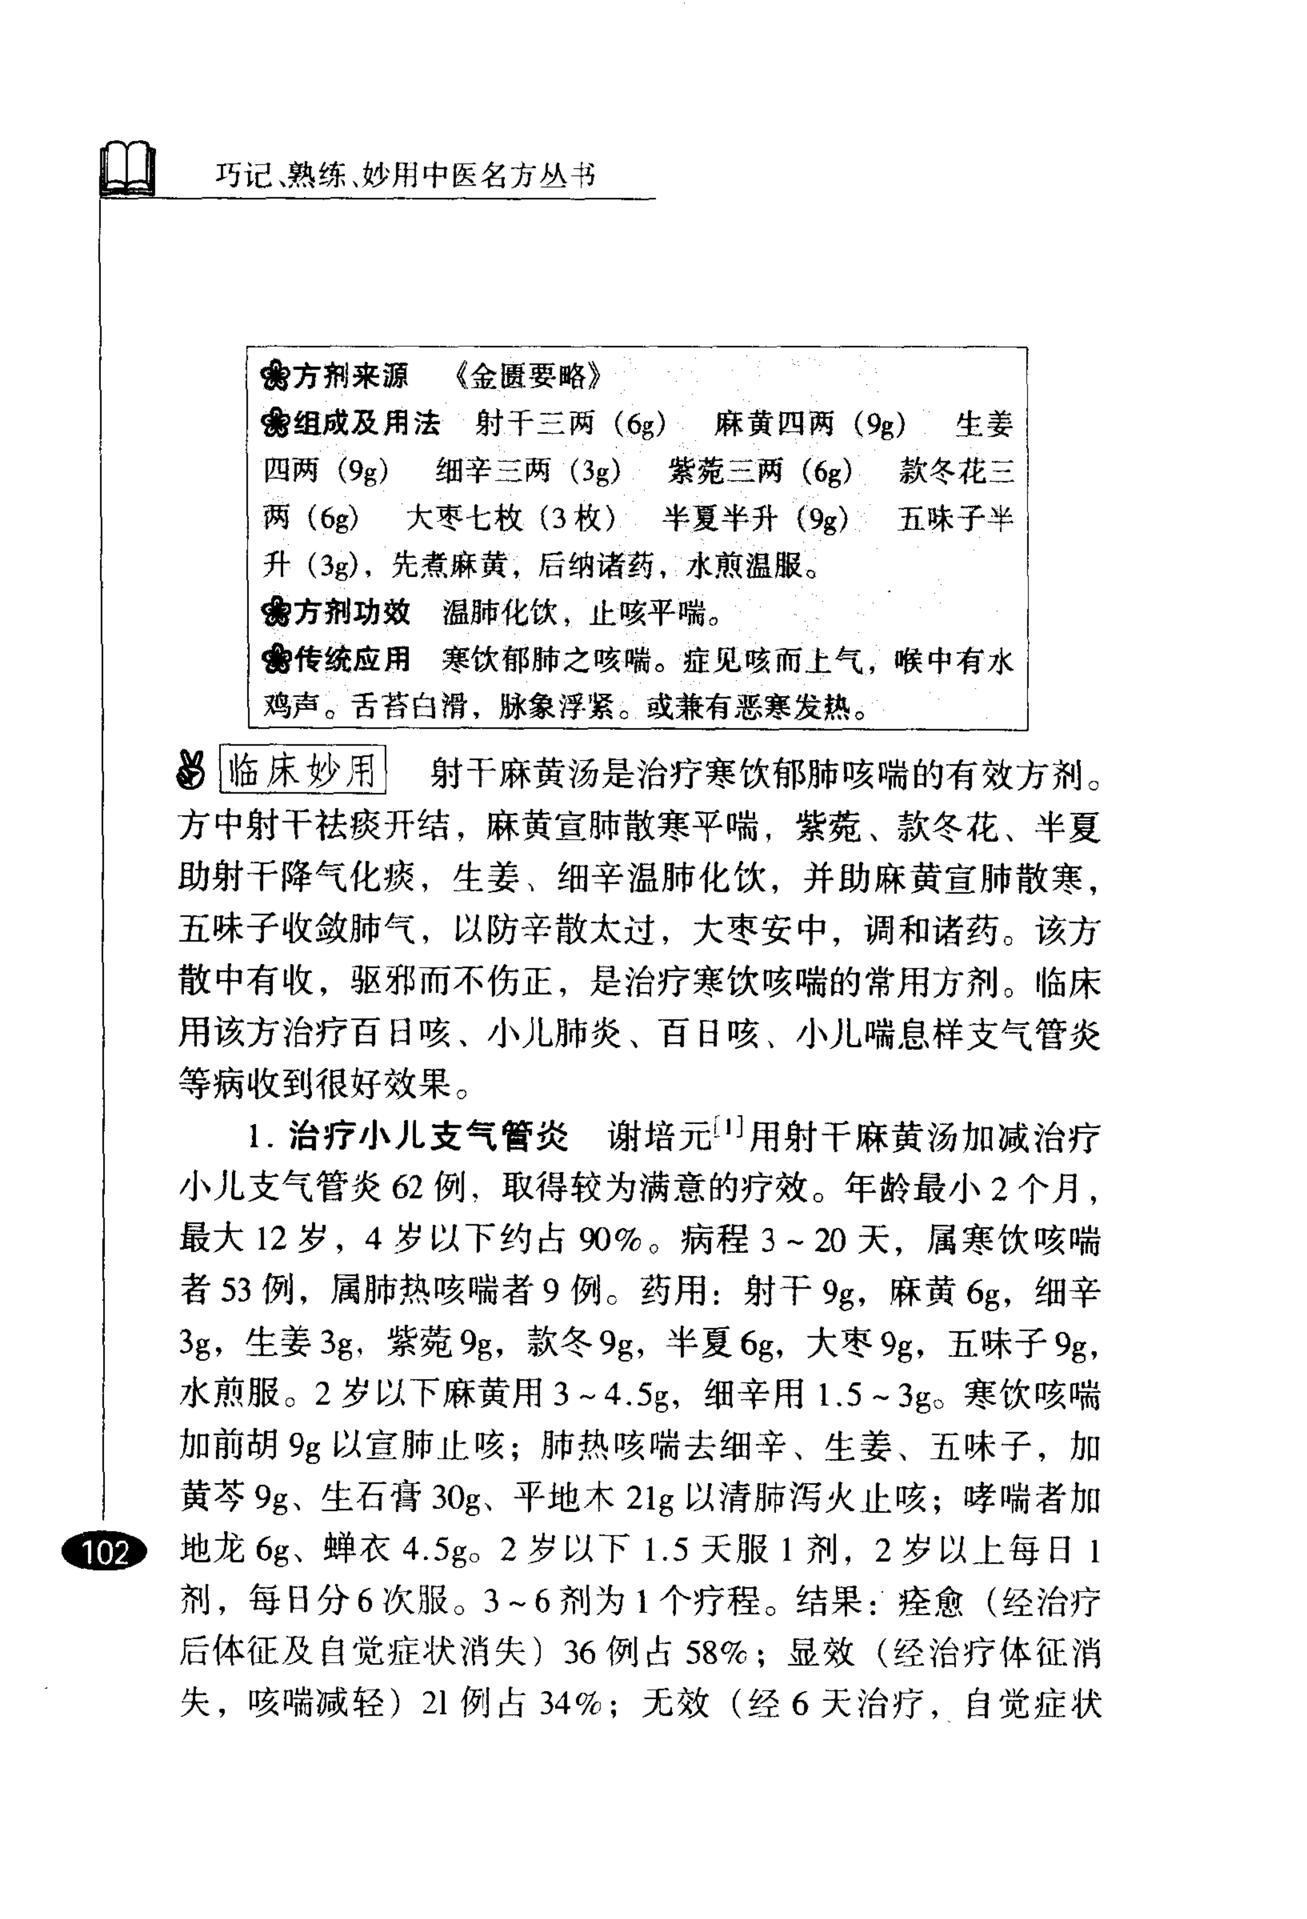 巧记、熟练、妙用中医名方丛书
方剂来源 《金匮要略》
组成及用法 射干三两（6g） 麻黄四两（9g） 生姜
四两（9g） 细辛三两（3g） 紫菀三两（6g） 款冬花三
两（6g） 大枣七枚（3枚） 半夏半升（9g） 五味子半
升（3g），先煮麻黄，后纳诸药，水煎温服。
方剂功效 温肺化饮，止咳平喘。
传统应用 寒饮郁肺之咳喘。症见咳而上气，喉中有水
鸡声。舌苔白滑，脉象浮紧。或兼有恶寒发热。
临床妙用 射干麻黄汤是治疗寒饮郁肺咳喘的有效方剂。
方中射干祛痰开结，麻黄宣肺散寒平喘，紫菀、款冬花、半夏
助射干降气化痰，生姜、细辛温肺化饮，并助麻黄宣肺散寒，
五味子收敛肺气，以防辛散太过，大枣安中，调和诸药。该方
散中有收，驱邪而不伤正，是治疗寒饮咳喘的常用方剂。临床
用该方治疗百日咳、小儿肺炎、百日咳、小儿喘息样支气管炎
等病收到很好效果。
1. 治疗小儿支气管炎 谢培元[1]用射干麻黄汤加减治疗
小儿支气管炎62例，取得较为满意的疗效。年龄最小2个月，
最大12岁，4岁以下约占90%。病程3~20天，属寒饮咳喘
者53例，属肺热咳喘者9例。药用：射干9g，麻黄6g，细辛
3g，生姜3g，紫菀9g，款冬9g，半夏6g，大枣9g，五味子9g，
水煎服。2岁以下麻黄用3~4.5g，细辛用1.5~3g。寒饮咳喘
加前胡9g以宣肺止咳；肺热咳喘去细辛、生姜、五味子，加
黄芩9g、生石膏30g、平地木21g以清肺泻火止咳；哮喘者加
地龙6g、蝉衣4.5g。2岁以下1.5天服1剂，2岁以上每日1
剂，每日分6次服。3~6剂为1个疗程。结果：痊愈（经治疗
后体征及自觉症状消失）36例占58%；显效（经治疗体征消
失，咳喘减轻）21例占34%；无效（经6天治疗，自觉症状
102